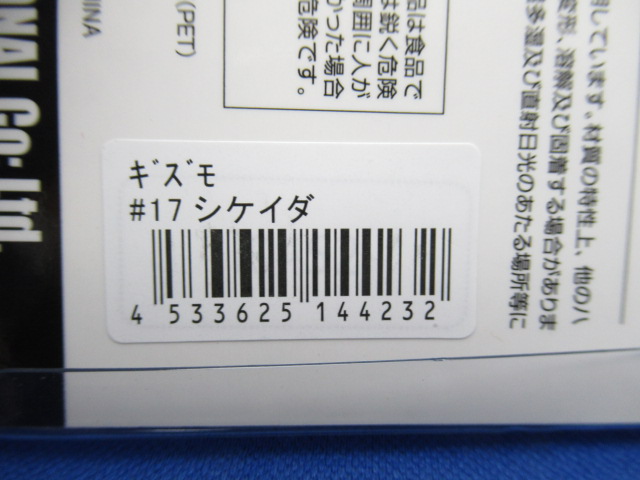 ｷﾞｽﾞﾓ
#17 シケイダ
4 533625 144232
品は食品で
は鋭く危険
周囲に人が
かった場合
危険です。
(PET)
INA
ONAL Co., Ltd.
用しています。材質の特性上、他のハ
変形、溶解及び固着する場合がありま
多湿及び直射日光のあたる場所等に